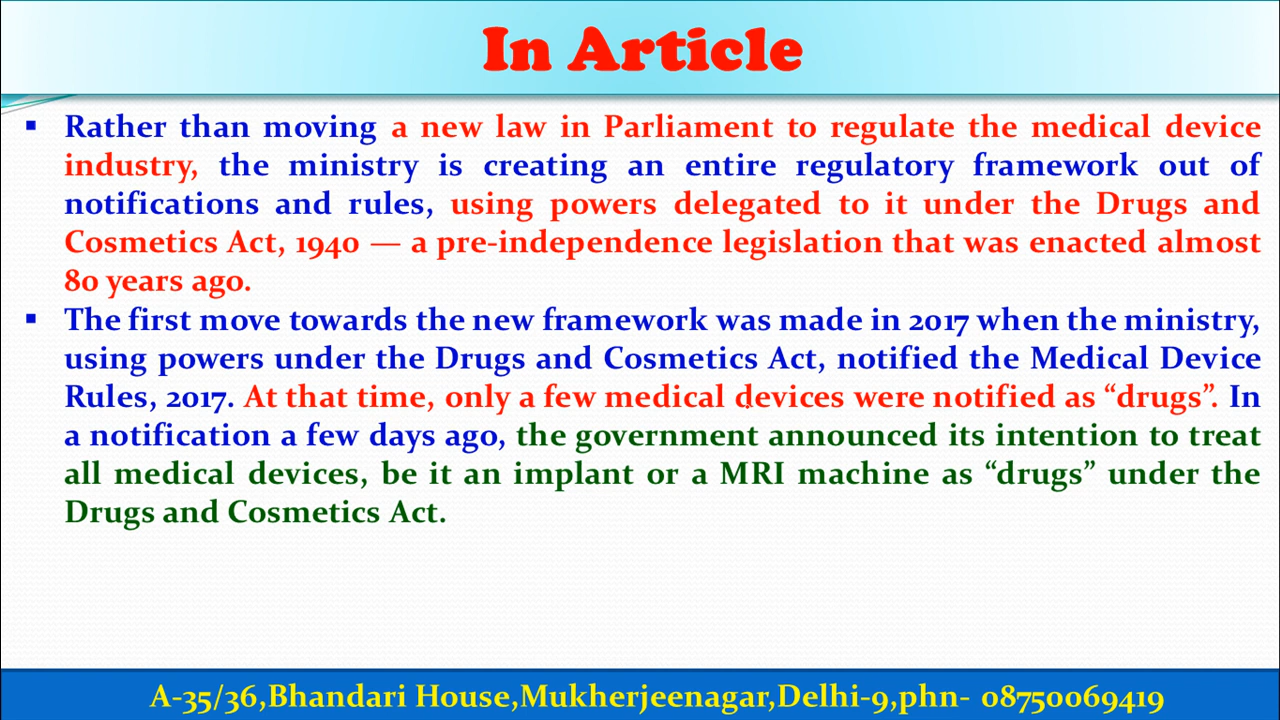 In Article
▪ Rather than moving a new law in Parliament to regulate the medical device
industry, the ministry is creating an entire regulatory framework out of
notifications and rules, using powers delegated to it under the Drugs and
Cosmetics Act, 1940 — a pre-independence legislation that was enacted almost
80 years ago.
▪ The first move towards the new framework was made in 2017 when the ministry,
using powers under the Drugs and Cosmetics Act, notified the Medical Device
Rules, 2017. At that time, only a few medical devices were notified as “drugs”. In
a notification a few days ago, the government announced its intention to treat
all medical devices, be it an implant or a MRI machine as “drugs” under the
Drugs and Cosmetics Act.
A-35/36,Bhandari House,Mukherjeenagar,Delhi-9,phn- 08750069419